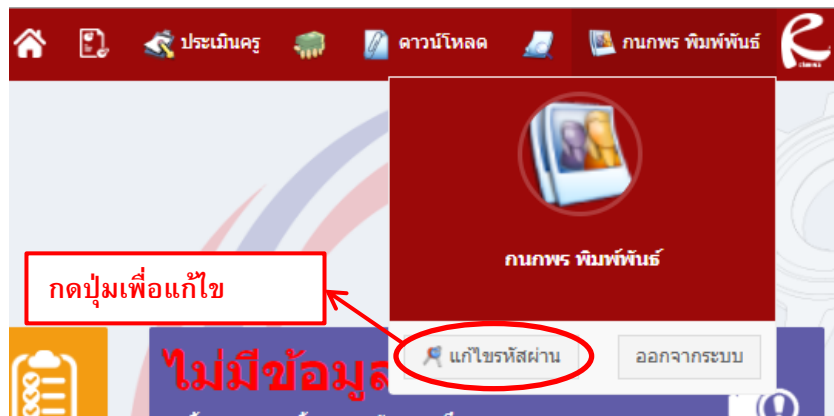 ประเมินครู ดาวน์โหลด กนกพร พิมพ์พันธ์
กนกพร พิมพ์พันธ์
กดปุ่มเพื่อแก้ไข
แก้ไขรหัสผ่าน ออกจากระบบ
ไม่มีข้อมูล